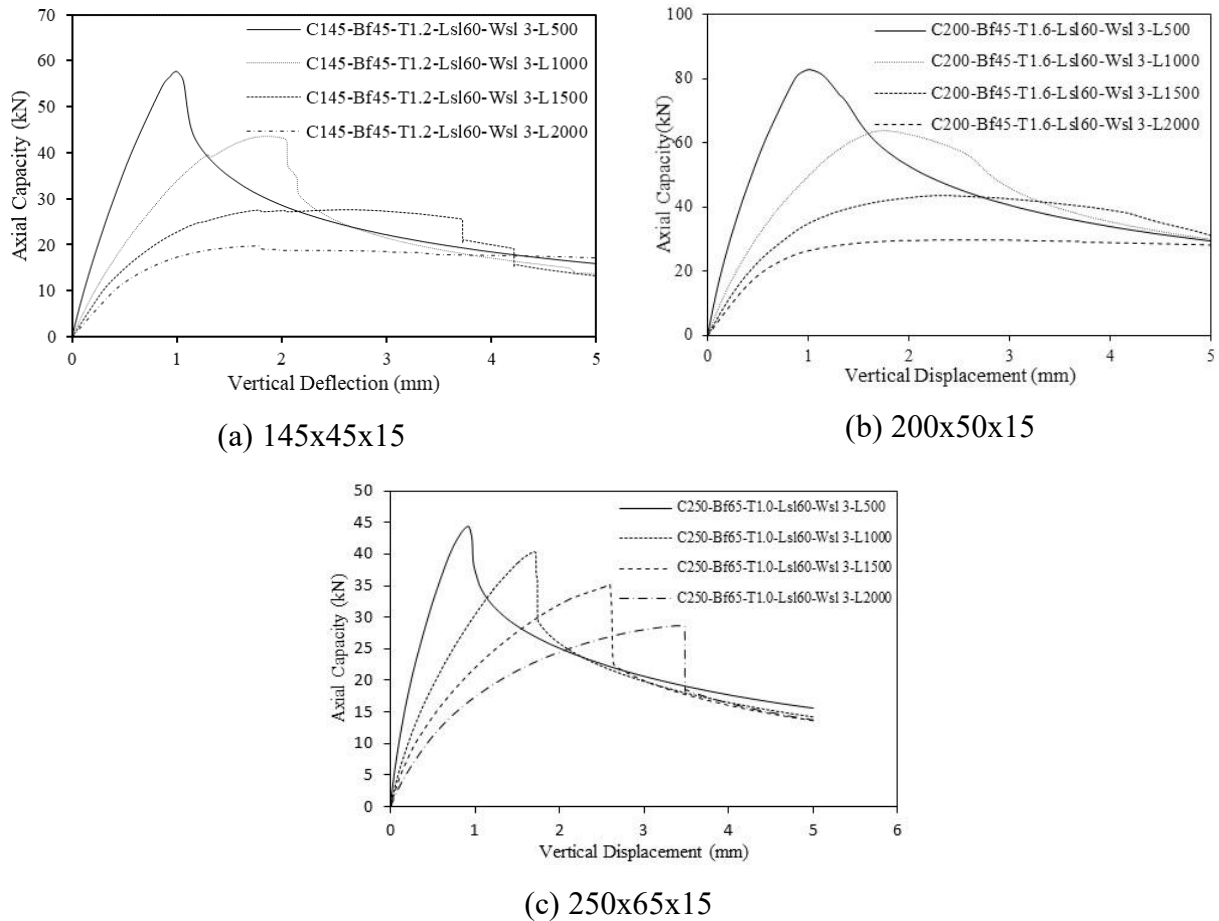 70
60
50
40
30
20
10
0
Axial Capacity (kN)
C145-Bf45-T1.2-Lsl60-Wsl 3-L500
C145-Bf45-T1.2-Lsl60-Wsl 3-L1000
C145-Bf45-T1.2-Lsl60-Wsl 3-L1500
C145-Bf45-T1.2-Lsl60-Wsl 3-L2000
0 1 2 3 4 5
Vertical Deflection (mm)
(a) 145x45x15
100
80
60
40
20
0
Axial Capacity(kN)
C200-Bf45-T1.6-Lsl60-Wsl 3-L500
C200-Bf45-T1.6-Lsl60-Wsl 3-L1000
C200-Bf45-T1.6-Lsl60-Wsl 3-L1500
C200-Bf45-T1.6-Lsl60-Wsl 3-L2000
0 1 2 3 4 5
Vertical Displacement (mm)
(b) 200x50x15
50
45
40
35
30
25
20
15
10
5
0
Axial Capacity (kN)
C250-Bf65-T1.0-Lsl60-Wsl 3-L500
C250-Bf65-T1.0-Lsl60-Wsl 3-L1000
C250-Bf65-T1.0-Lsl60-Wsl 3-L1500
C250-Bf65-T1.0-Lsl60-Wsl 3-L2000
0 1 2 3 4 5 6
Vertical Displacement (mm)
(c) 250x65x15